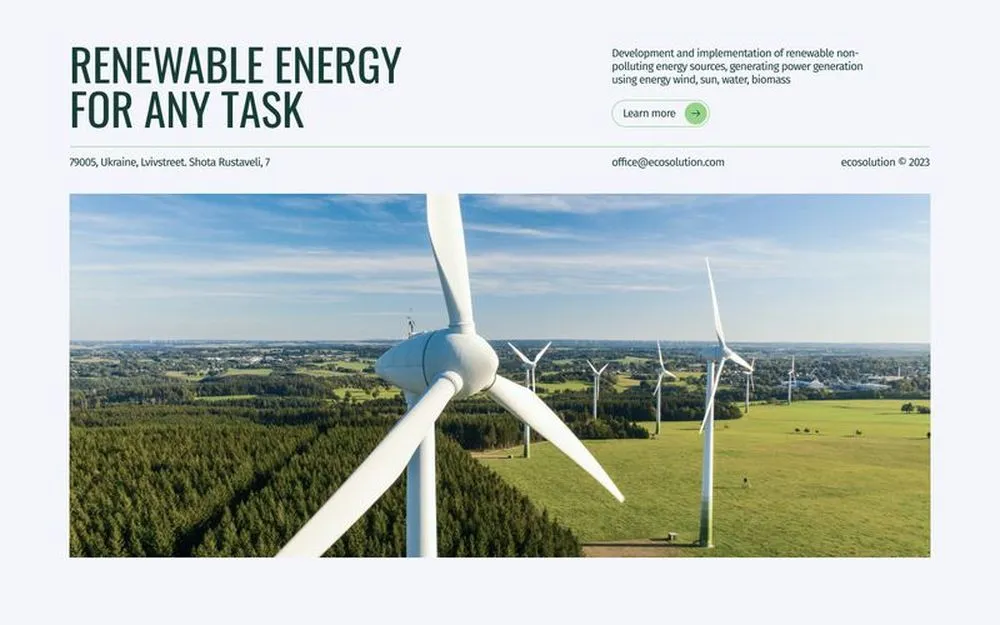 RENEWABLE ENERGY
FOR ANY TASK
Development and implementation of renewable non-
polluting energy sources, generating power generation
using energy wind, sun, water, biomass
Learn more
79005, Ukraine, Lvivstreet. Shota Rustaveli, 7
office@ecosolution.com
ecosolution © 2023